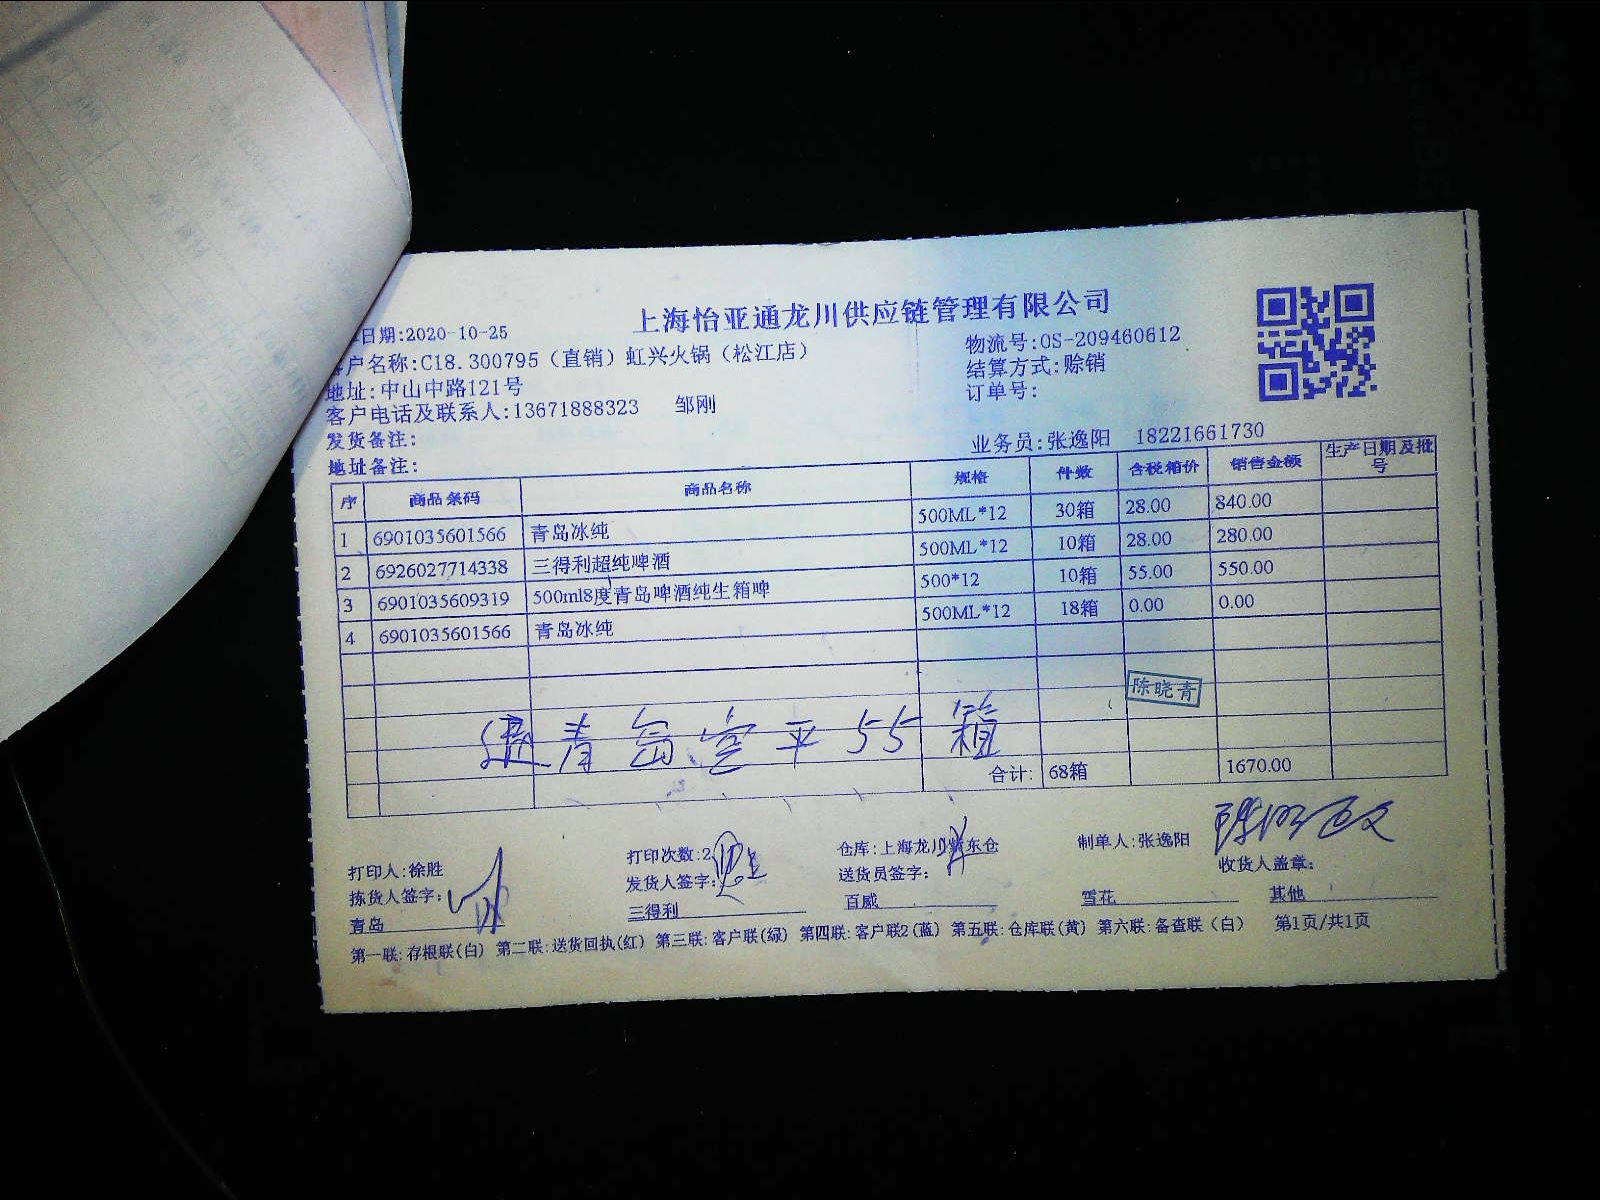 上海怡亚通龙川供应链管理有限公司
日期:2020-10-25
户名称:C18.300795（直销）虹兴火锅（松江店） 物流号:OS-209460612
地址:中山中路121号 结算方式:赊销
客户电话及联系人:13671888323 邹刚 订单号:
发货备注: 业务员:张逸阳 18221661730
地址备注:
序 商品条码 商品名称 规格 件数 含税箱价 销售金额 生产日期及批号
1 6901035601566 青岛冰纯 500ML*12 30箱 28.00 840.00
2 6926027714338 三得利超纯啤酒 500ML*12 10箱 28.00 280.00
3 6901035609319 500ml8度青岛啤酒纯生箱啤 500*12 10箱 55.00 550.00
4 6901035601566 青岛冰纯 500ML*12 18箱 0.00 0.00
陈晓青
退青岛空平55箱
合计: 68箱 1670.00
打印人:徐胜 打印次数:2 仓库:上海龙川 东仓 制单人:张逸阳
拣货人签字: 发货人签字: 送货员签字: 收货人盖章:
青岛 三得利 百威 雪花 其他
第一联:存根联(白) 第二联:送货回执(红) 第三联:客户联(绿) 第四联:客户联2(蓝) 第五联:仓库联(黄) 第六联:备查联（白） 第1页/共1页